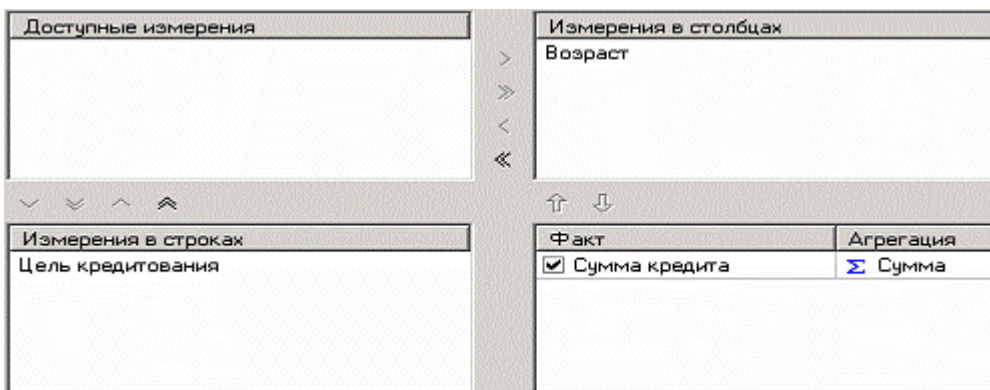 Доступные измерения
Измерения в столбцах
Возраст
Измерения в строках
Цель кредитования
Факт Агрегация
Сумма кредита Σ Сумма